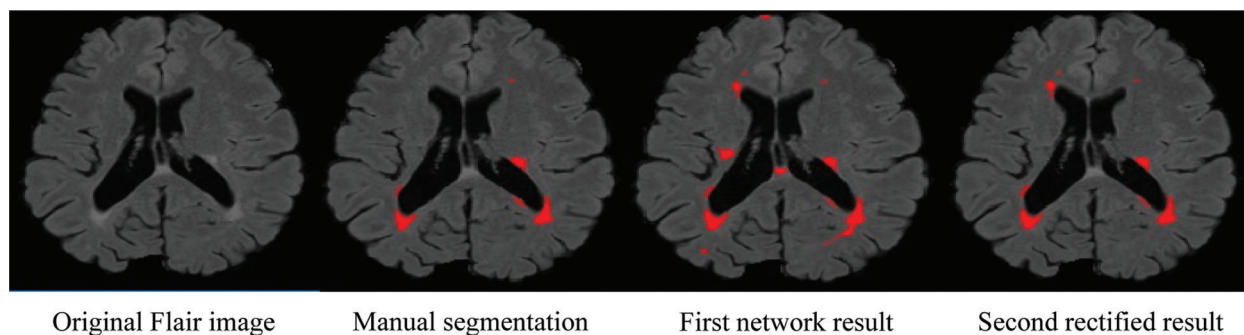 Original Flair image
Manual segmentation
First network result
Second rectified result